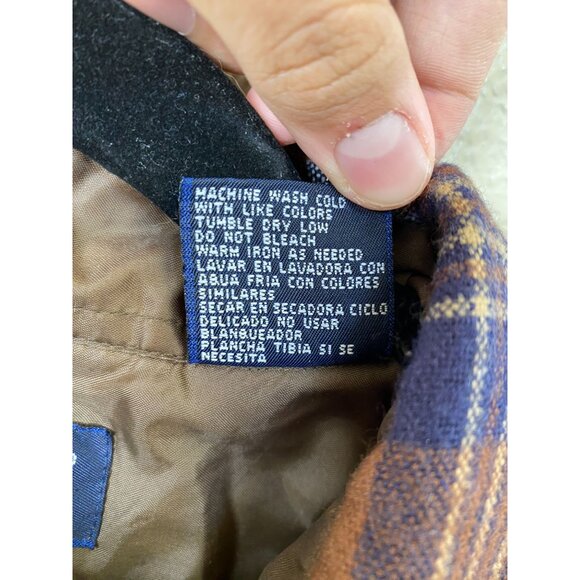 MACHINE WASH COLD
WITH LIKE COLORS
TUMBLE DRY LOW
DO NOT BLEACH
WARM IRON AS NEEDED
LAVAR EN LAVADORA CON
AGUA FRIA CON COLORES
SIMILARES
SECAR EN SECADORA CICLO
DELICADO NO USAR
BLANQUEADOR
PLANCHA TIBIA SI SE
NECESITA